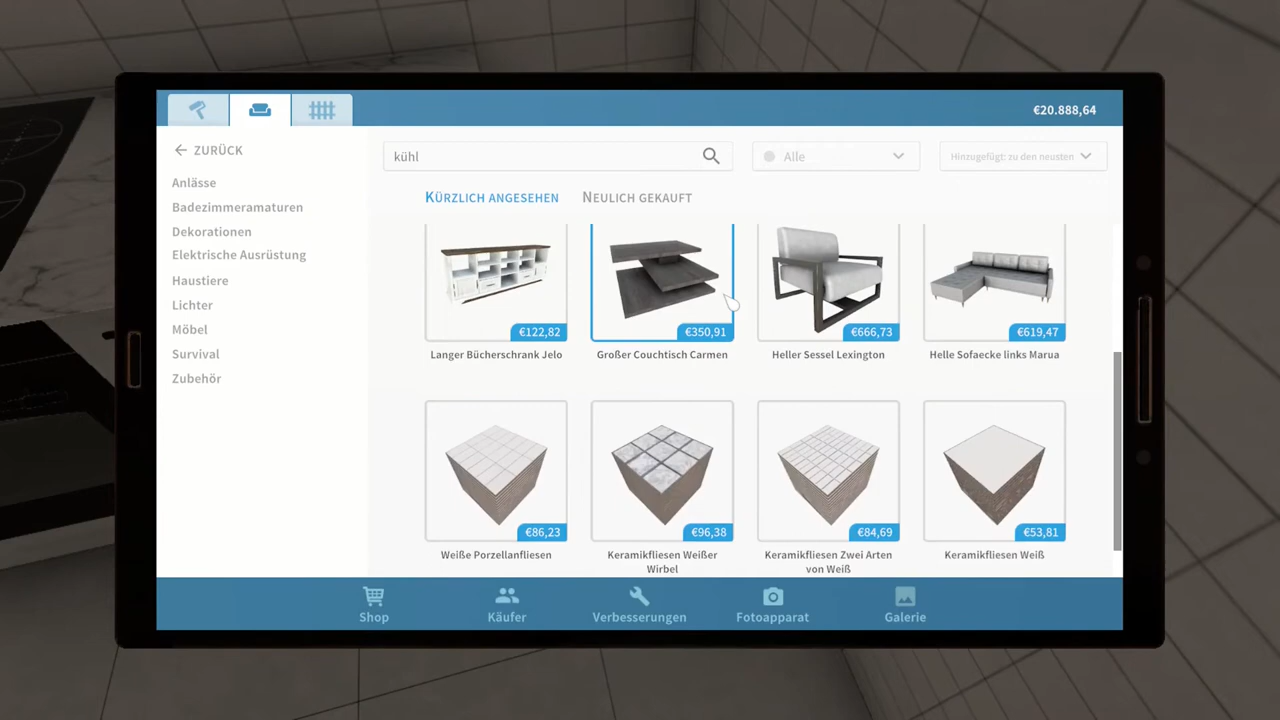 €20.888,64
ZURÜCK
kühl
Alle
Hinzugefügt: zu den neusten
Anlässe
Badezimmeramaturen
Dekorationen
Elektrische Ausrüstung
Haustiere
Lichter
Möbel
Survival
Zubehör
KÜRZLICH ANGESEHEN
NEULICH GEKAUFT
€122,82
€350,91
€666,73
€619,47
Langer Bücherschrank Jelo
Großer Couchtisch Carmen
Heller Sessel Lexington
Helle Sofaecke links Marua
€86,23
€96,38
€84,69
€53,81
Weiße Porzellanfliesen
Keramikfliesen Weißer
Wirbel
Keramikfliesen Zwei Arten
von Weiß
Keramikfliesen Weiß
Shop
Käufer
Verbesserungen
Fotoapparat
Galerie